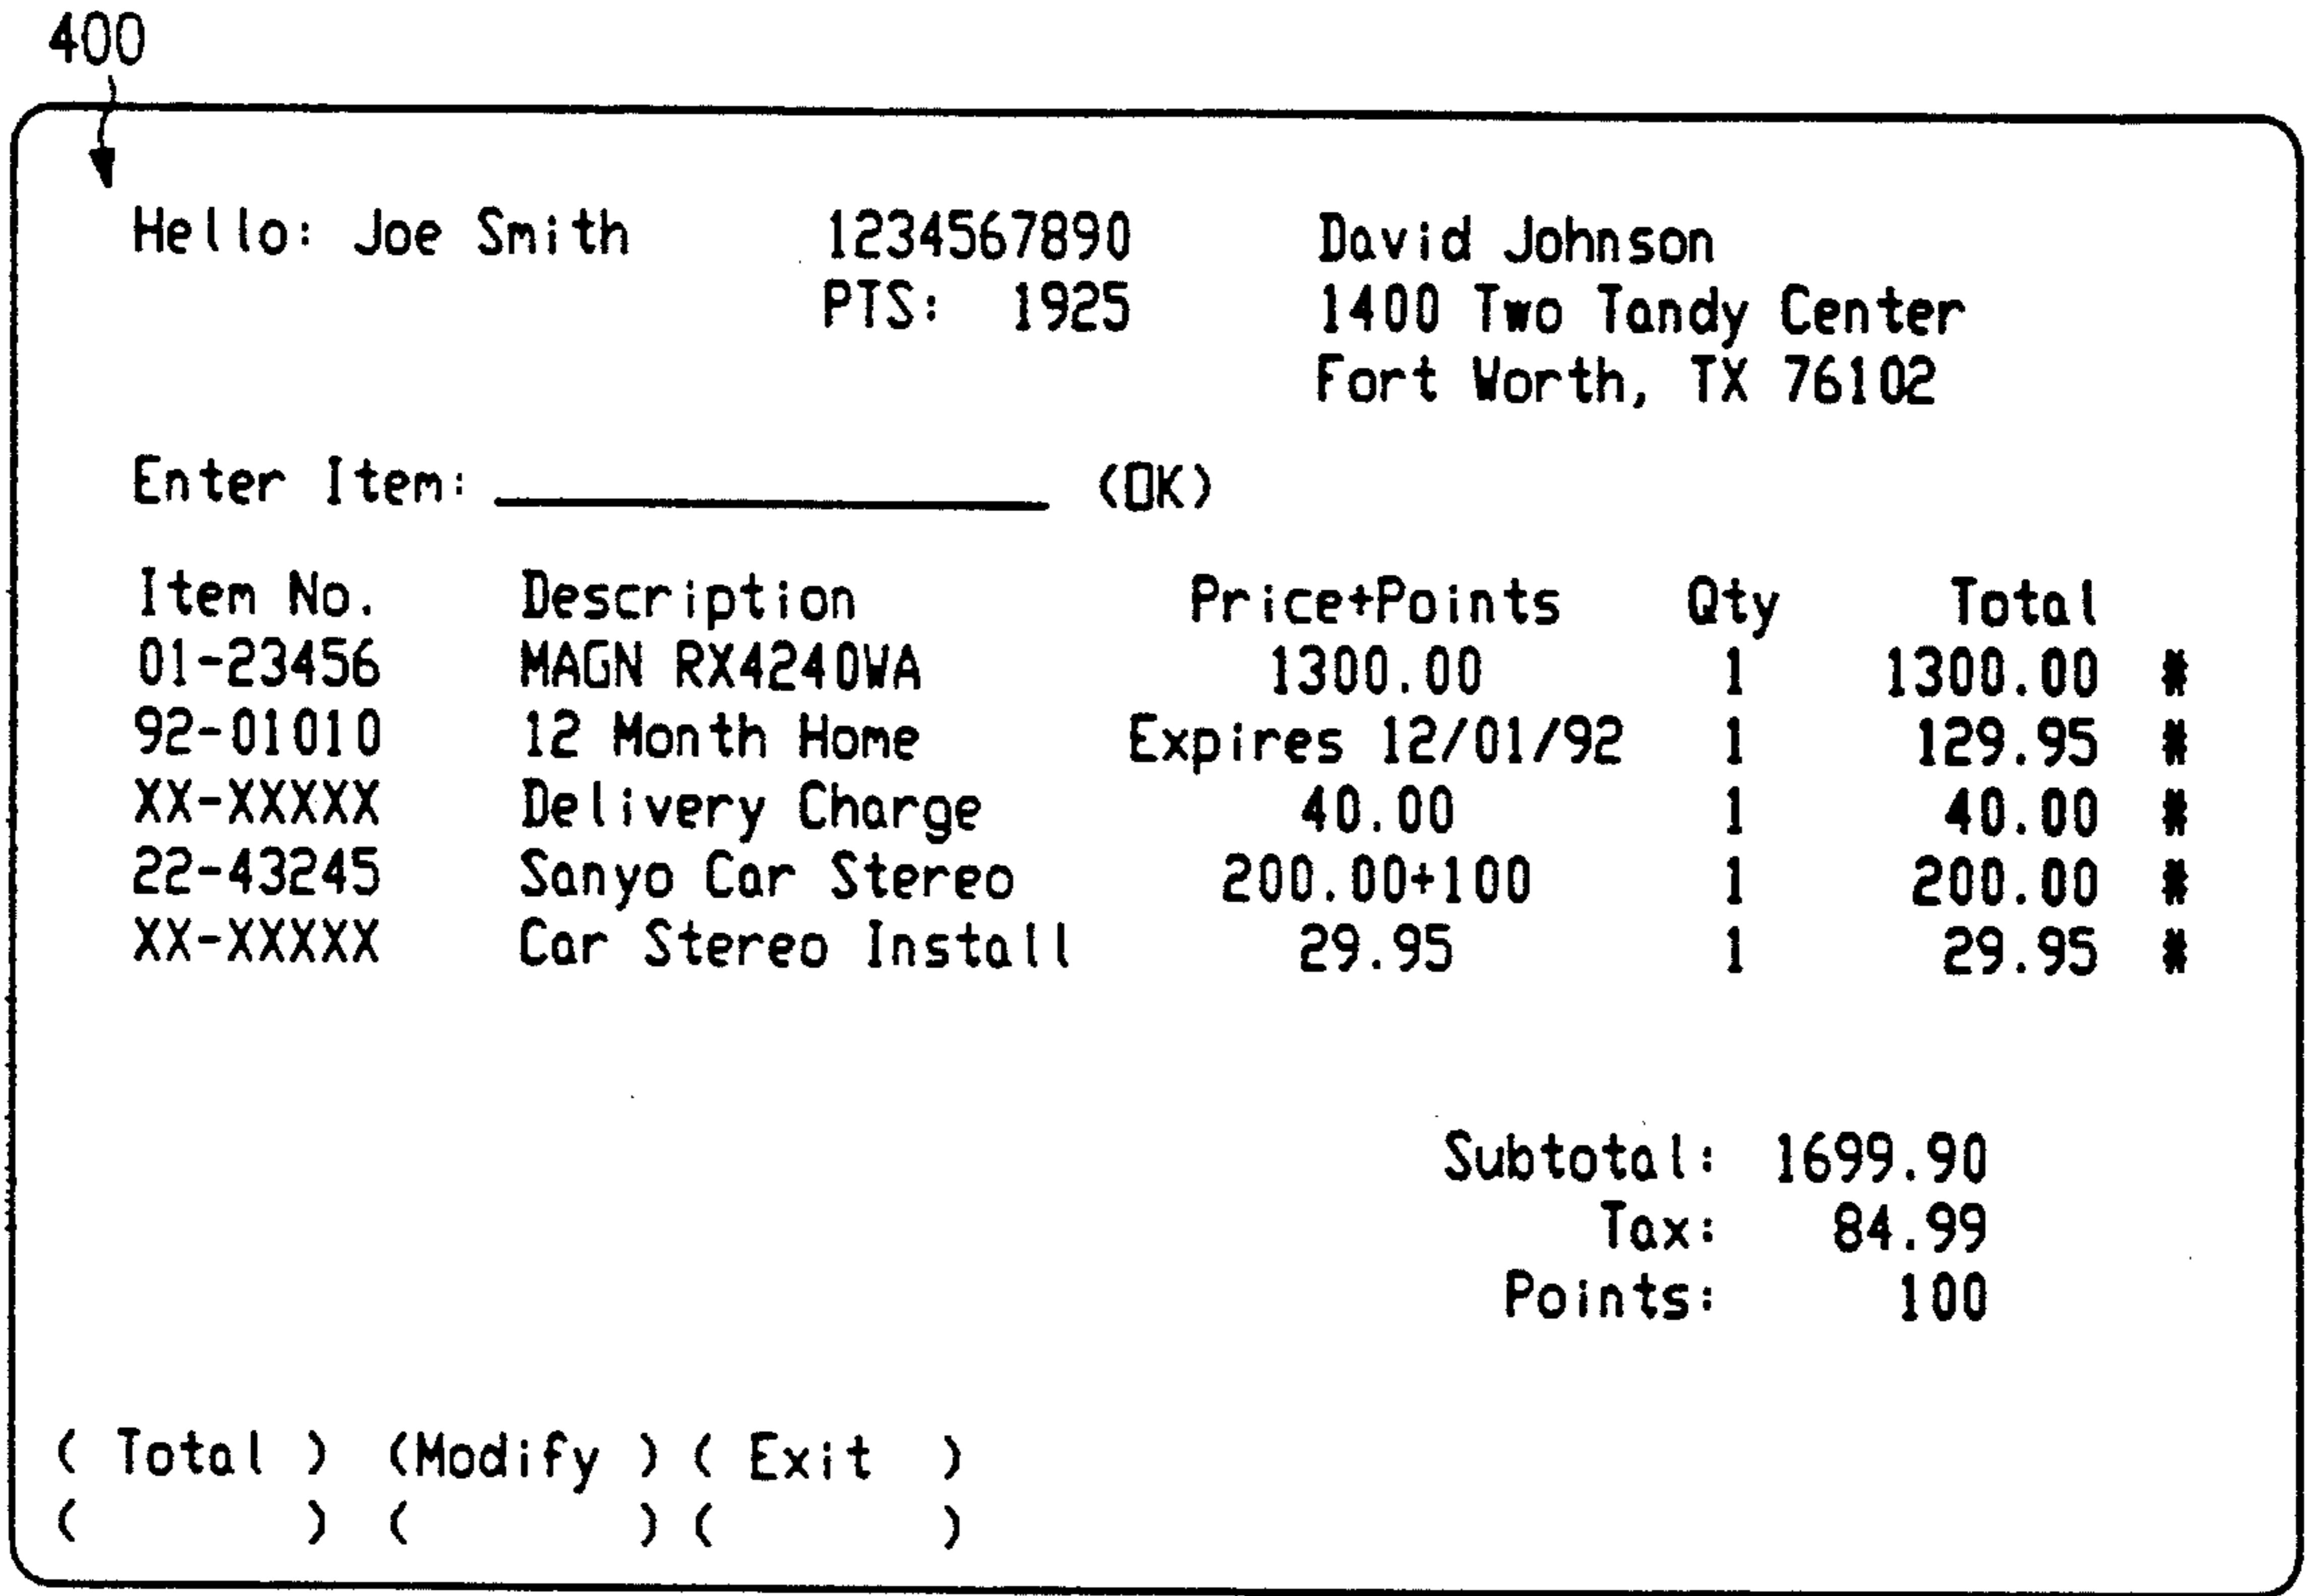 400
Hello: Joe Smith 1234567890 David Johnson
PTS: 1925 1400 Two Tandy Center
Fort Worth, TX 76102
Enter Item: ____________ (OK)
Item No. Description Price+Points Qty Total
01-23456 MAGN RX4240WA 1300.00 1 1300.00 *
92-01010 12 Month Home Expires 12/01/92 1 129.95 *
XX-XXXXX Delivery Charge 40.00 1 40.00 *
22-43245 Sanyo Car Stereo 200.00+100 1 200.00 *
XX-XXXXX Car Stereo Install 29.95 1 29.95 *
Subtotal: 1699.90
Tax: 84.99
Points: 100
( Total ) (Modify ) ( Exit )
( ) ( ) ( )